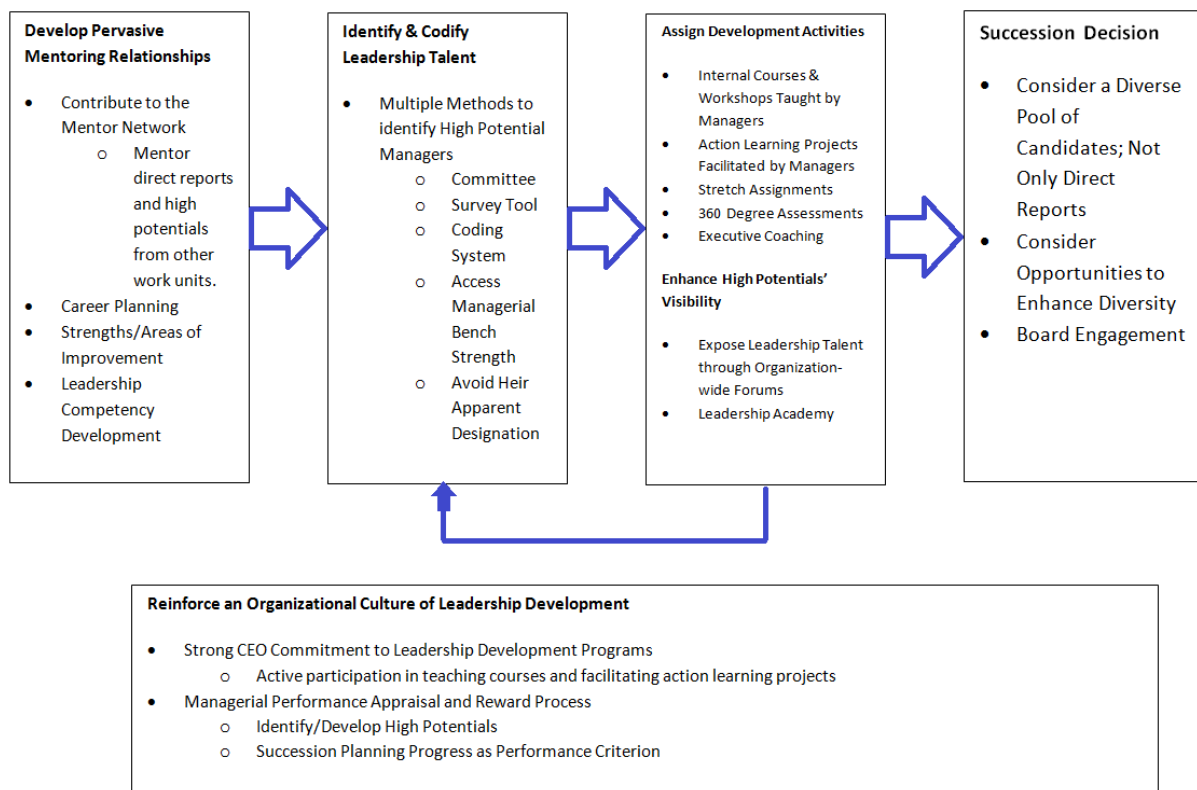 Develop Pervasive
Mentoring Relationships
• Contribute to the
Mentor Network
o Mentor
direct reports
and high
potentials
from other
work units.
• Career Planning
• Strengths/Areas of
Improvement
• Leadership
Competency
Development
Identify & Codify
Leadership Talent
• Multiple Methods to
identify High Potential
Managers
o Committee
o Survey Tool
o Coding
System
o Access
Managerial
Bench
Strength
o Avoid Heir
Apparent
Designation
Assign Development Activities
• Internal Courses &
Workshops Taught by
Managers
• Action Learning Projects
Facilitated by Managers
• Stretch Assignments
• 360 Degree Assessments
• Executive Coaching
Enhance High Potentials’
Visibility
• Expose Leadership Talent
through Organization-
wide Forums
• Leadership Academy
Succession Decision
• Consider a Diverse
Pool of
Candidates; Not
Only Direct
Reports
• Consider
Opportunities to
Enhance Diversity
• Board Engagement
Reinforce an Organizational Culture of Leadership Development
• Strong CEO Commitment to Leadership Development Programs
o Active participation in teaching courses and facilitating action learning projects
• Managerial Performance Appraisal and Reward Process
o Identify/Develop High Potentials
o Succession Planning Progress as Performance Criterion